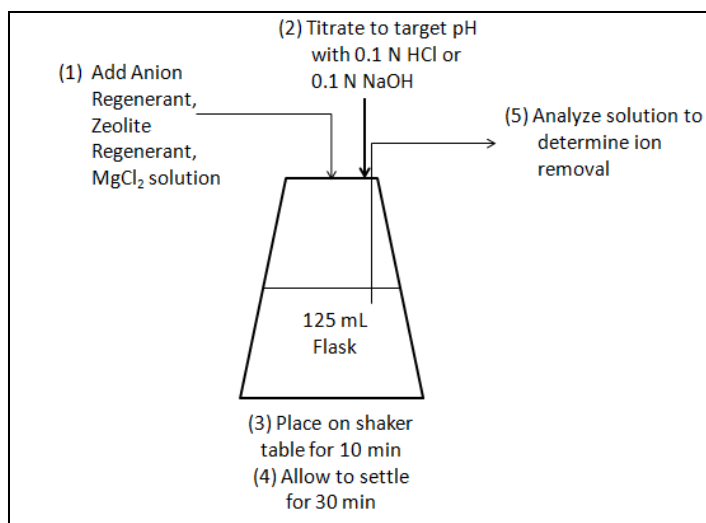 (1) Add Anion
Regenerant,
Zeolite
Regenerant,
MgCl₂ solution
(2) Titrate to target pH
with 0.1 N HCl or
0.1 N NaOH
(5) Analyze solution to
determine ion
removal
125 mL
Flask
(3) Place on shaker
table for 10 min
(4) Allow to settle
for 30 min